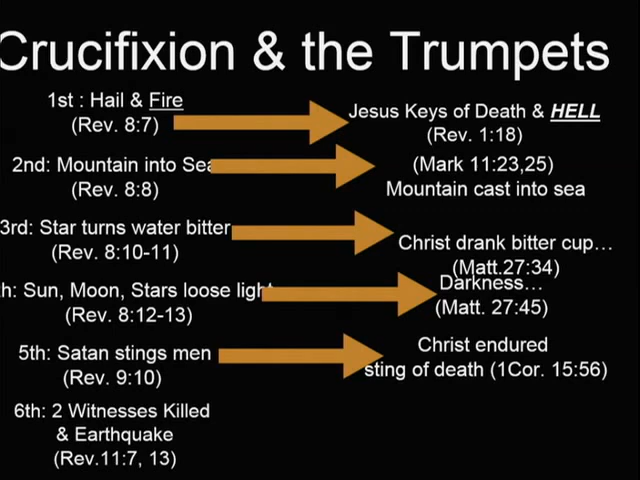 Crucifixion & the Trumpets
1st : Hail & Fire
(Rev. 8:7)
Jesus Keys of Death & HELL
(Rev. 1:18)
2nd: Mountain into Sea
(Rev. 8:8)
(Mark 11:23,25)
Mountain cast into sea
3rd: Star turns water bitter
(Rev. 8:10-11)
Christ drank bitter cup…
(Matt.27:34)
h: Sun, Moon, Stars loose light
(Rev. 8:12-13)
Darkness…
(Matt. 27:45)
5th: Satan stings men
(Rev. 9:10)
Christ endured
sting of death (1Cor. 15:56)
6th: 2 Witnesses Killed
& Earthquake
(Rev.11:7, 13)